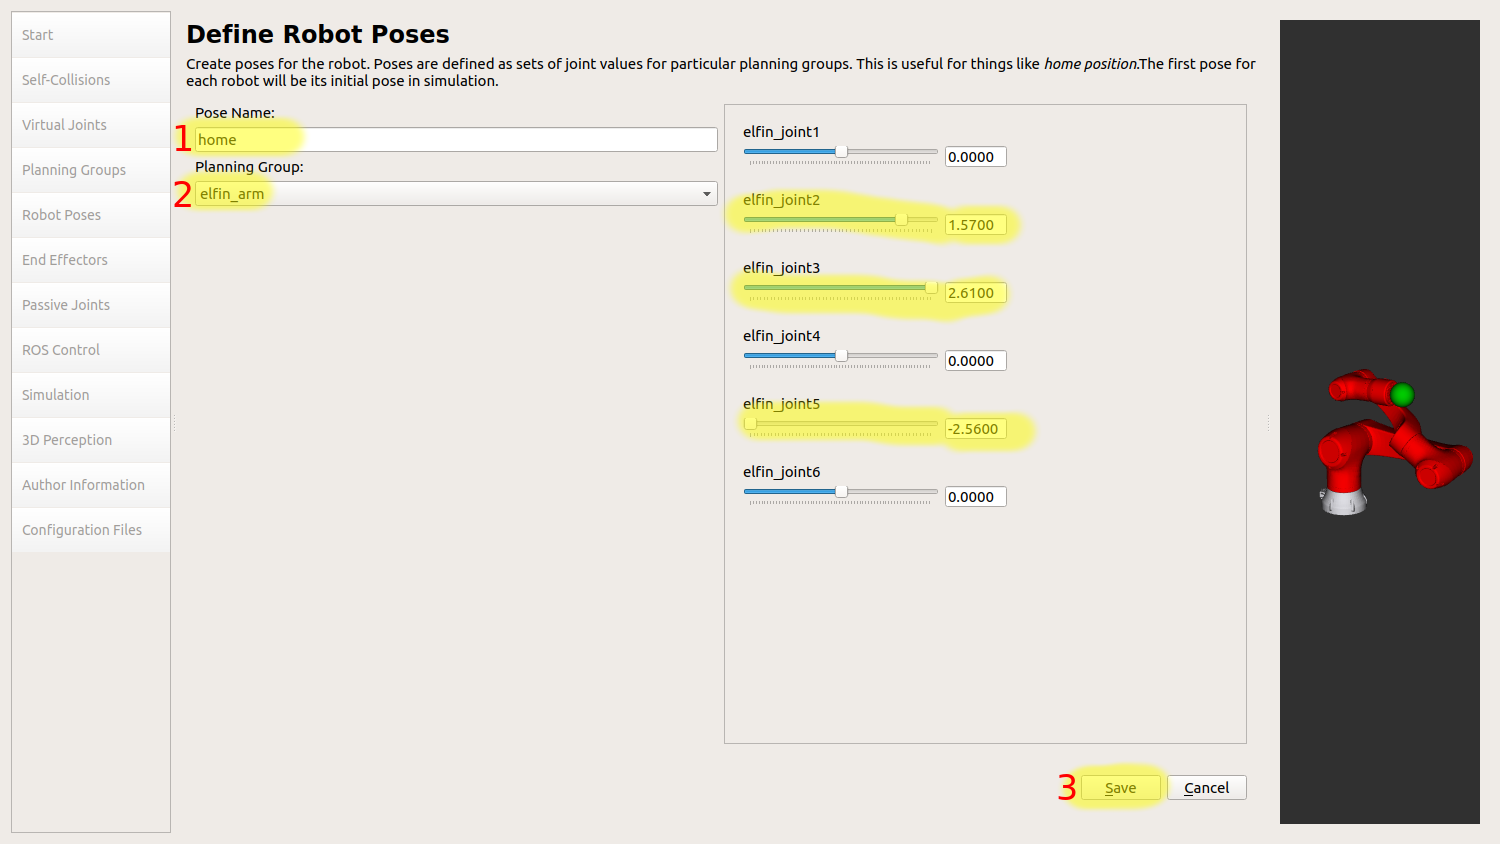 Start
Self-Collisions
Virtual Joints
Planning Groups
Robot Poses
End Effectors
Passive Joints
ROS Control
Simulation
3D Perception
Author Information
Configuration Files
Define Robot Poses
Create poses for the robot. Poses are defined as sets of joint values for particular planning groups. This is useful for things like home position.The first pose for
each robot will be its initial pose in simulation.
Pose Name:
1 home
Planning Group:
2 elfin_arm
elfin_joint1
0.0000
elfin_joint2
1.5700
elfin_joint3
2.6100
elfin_joint4
0.0000
elfin_joint5
-2.5600
elfin_joint6
0.0000
3 Save Cancel